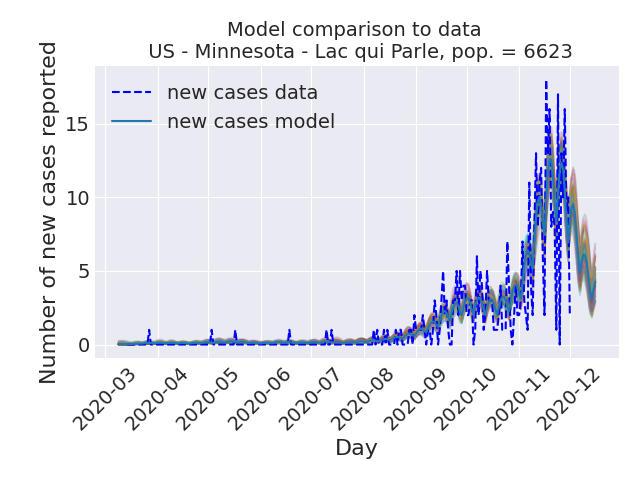 Model comparison to data
US - Minnesota - Lac qui Parle, pop. = 6623
Number of new cases reported
new cases data
new cases model
15
10
5
0
2020-03
2020-04
2020-05
2020-06
2020-07
2020-08
2020-09
2020-10
2020-11
2020-12
Day